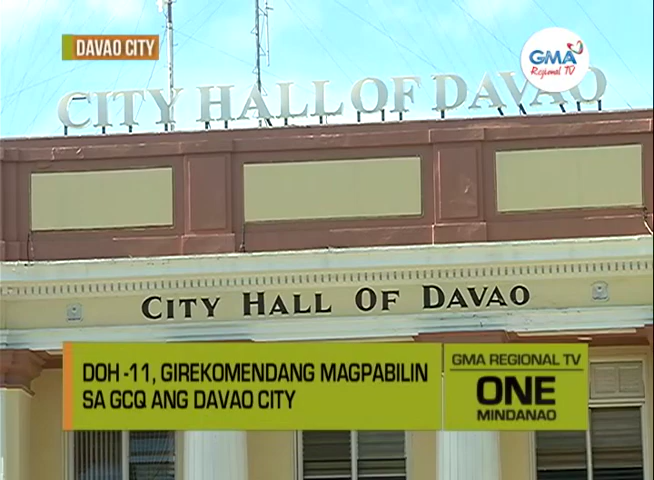 DAVAO CITY
GMA
Regional TV
CITY HALL OF DAVAO
CITY HALL OF DAVAO
DOH -11, GIREKOMENDANG MAGPABILIN
SA GCQ ANG DAVAO CITY
GMA REGIONAL TV
ONE
MINDANAO